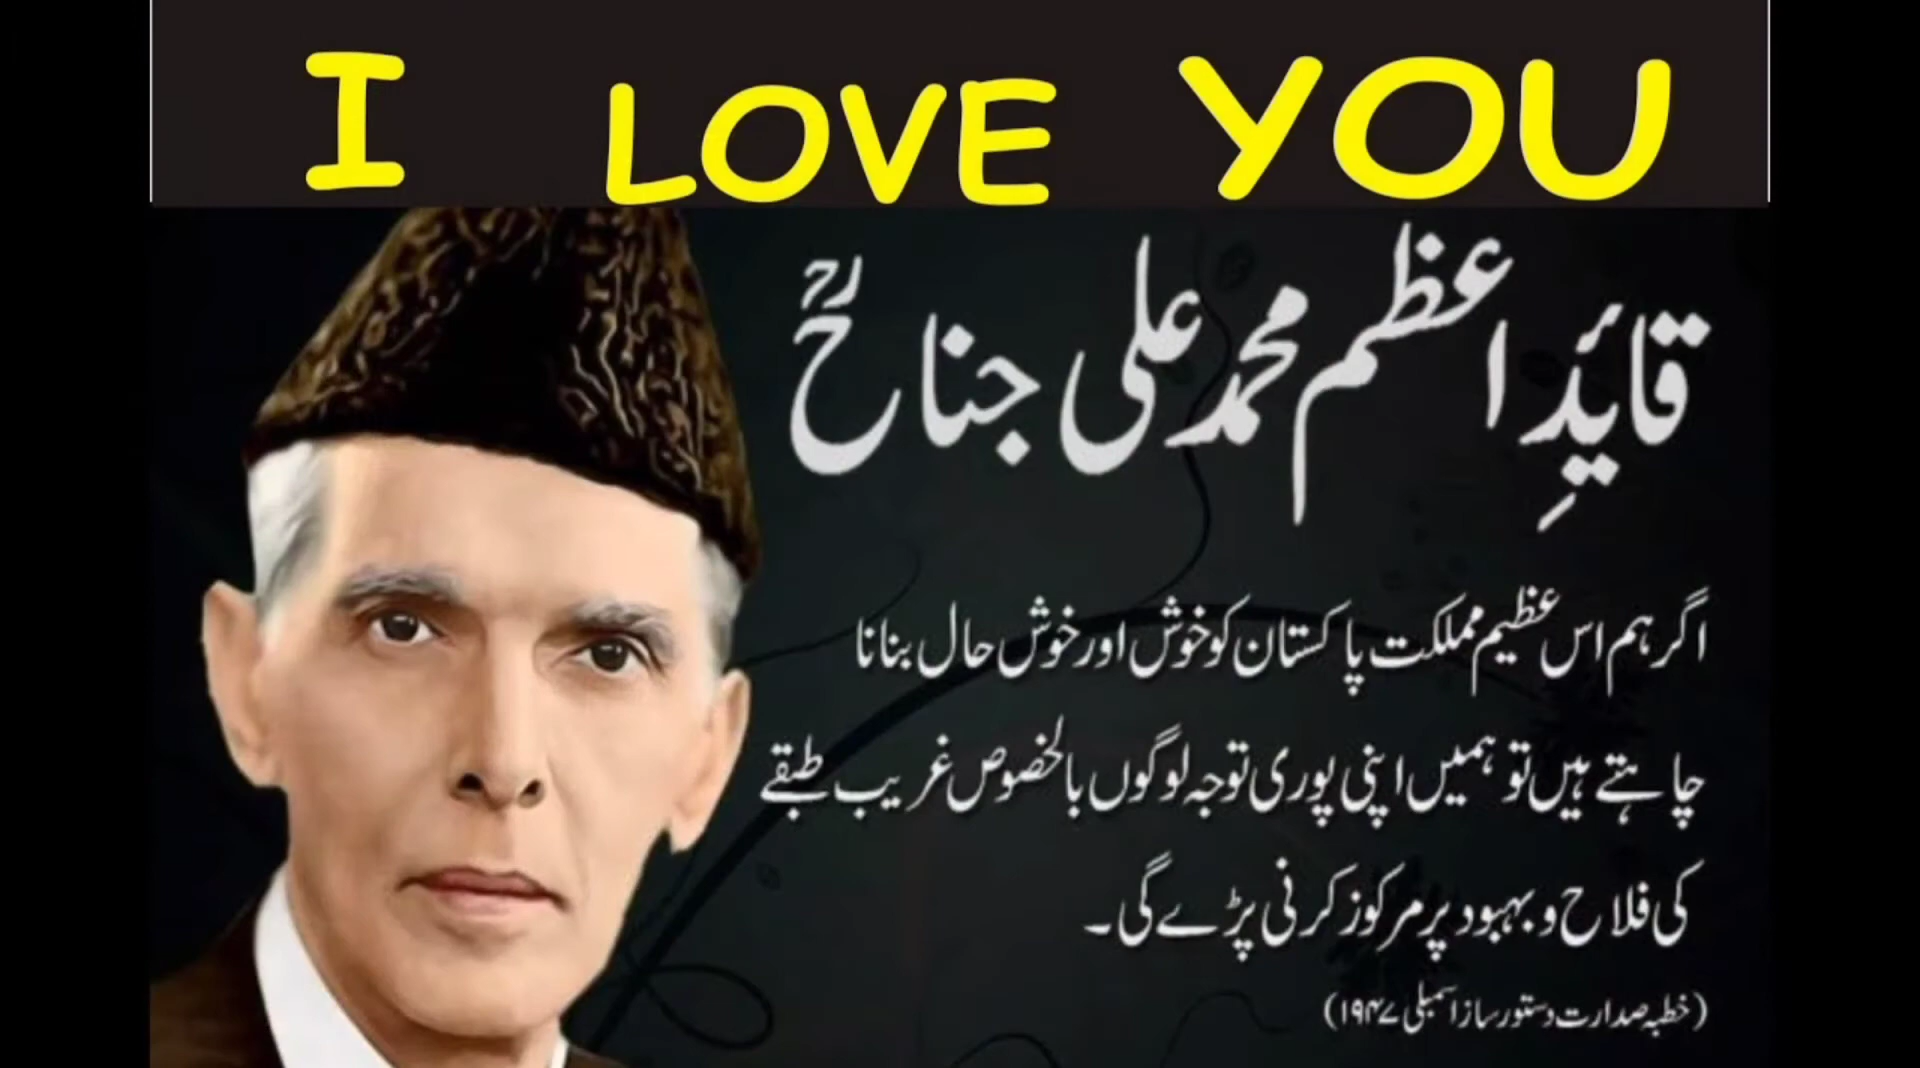 I LOVE YOU
قائدِ اعظم محمد علی جناحؒ
اگر ہم اس عظیم مملکت پاکستان کو خوش اور خوش حال بنانا
چاہتے ہیں تو ہمیں اپنی پوری توجہ لوگوں بالخصوص غریب طبقے
کی فلاح و بہبود پر مرکوز کرنی پڑے گی۔
(خطبہ صدارت دستور ساز اسمبلی ۱۹۴۷)